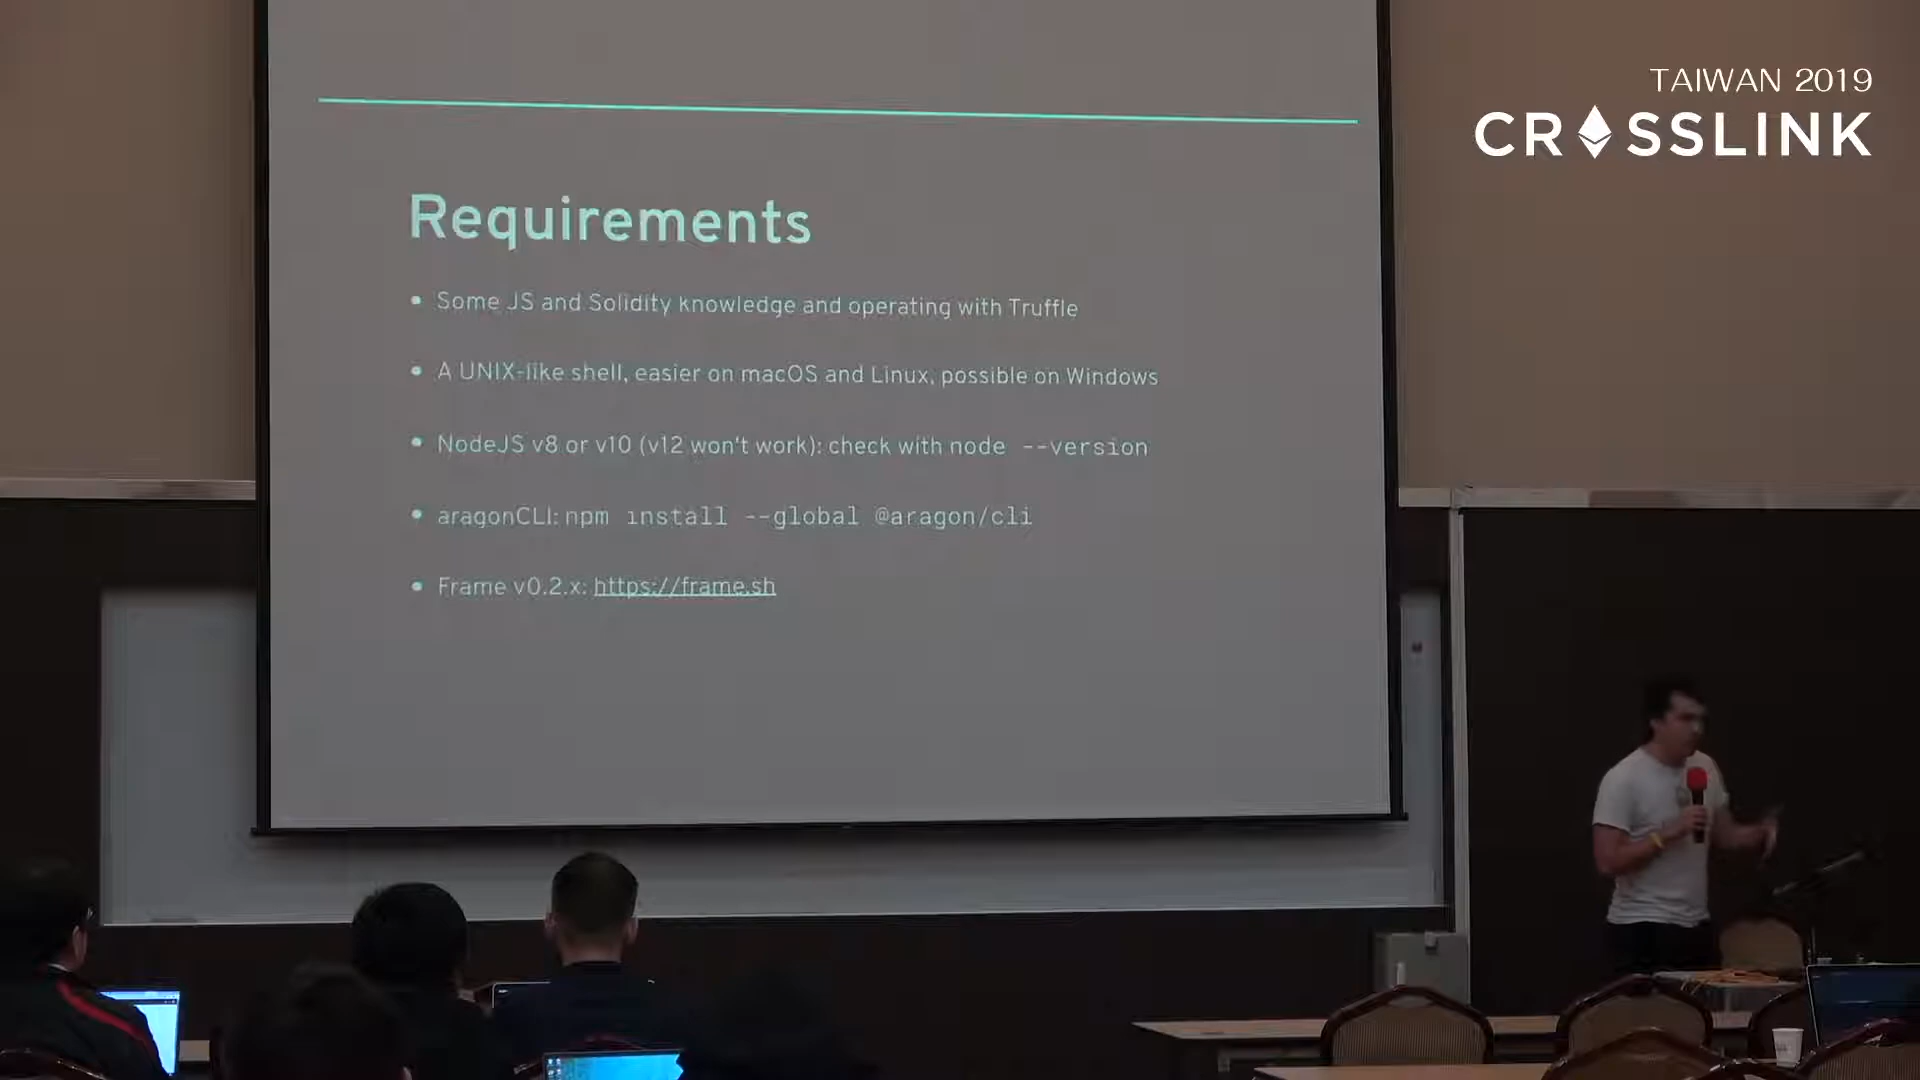 TAIWAN 2019
CROSSLINK
Requirements
• Some JS and Solidity knowledge and operating with Truffle
• A UNIX-like shell, easier on macOS and Linux, possible on Windows
• NodeJS v8 or v10 (v12 won't work): check with node --version
• aragonCLI: npm install --global @aragon/cli
• Frame v0.2.x: https://frame.sh